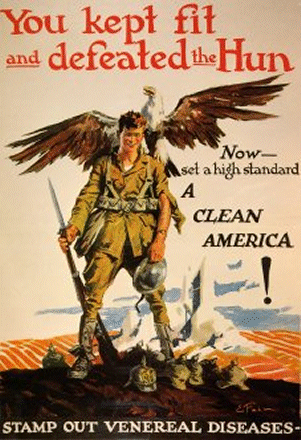 You kept fit
and defeated the Hun
Now—
set a high standard
A
CLEAN
AMERICA
!
STAMP OUT VENEREAL DISEASES-